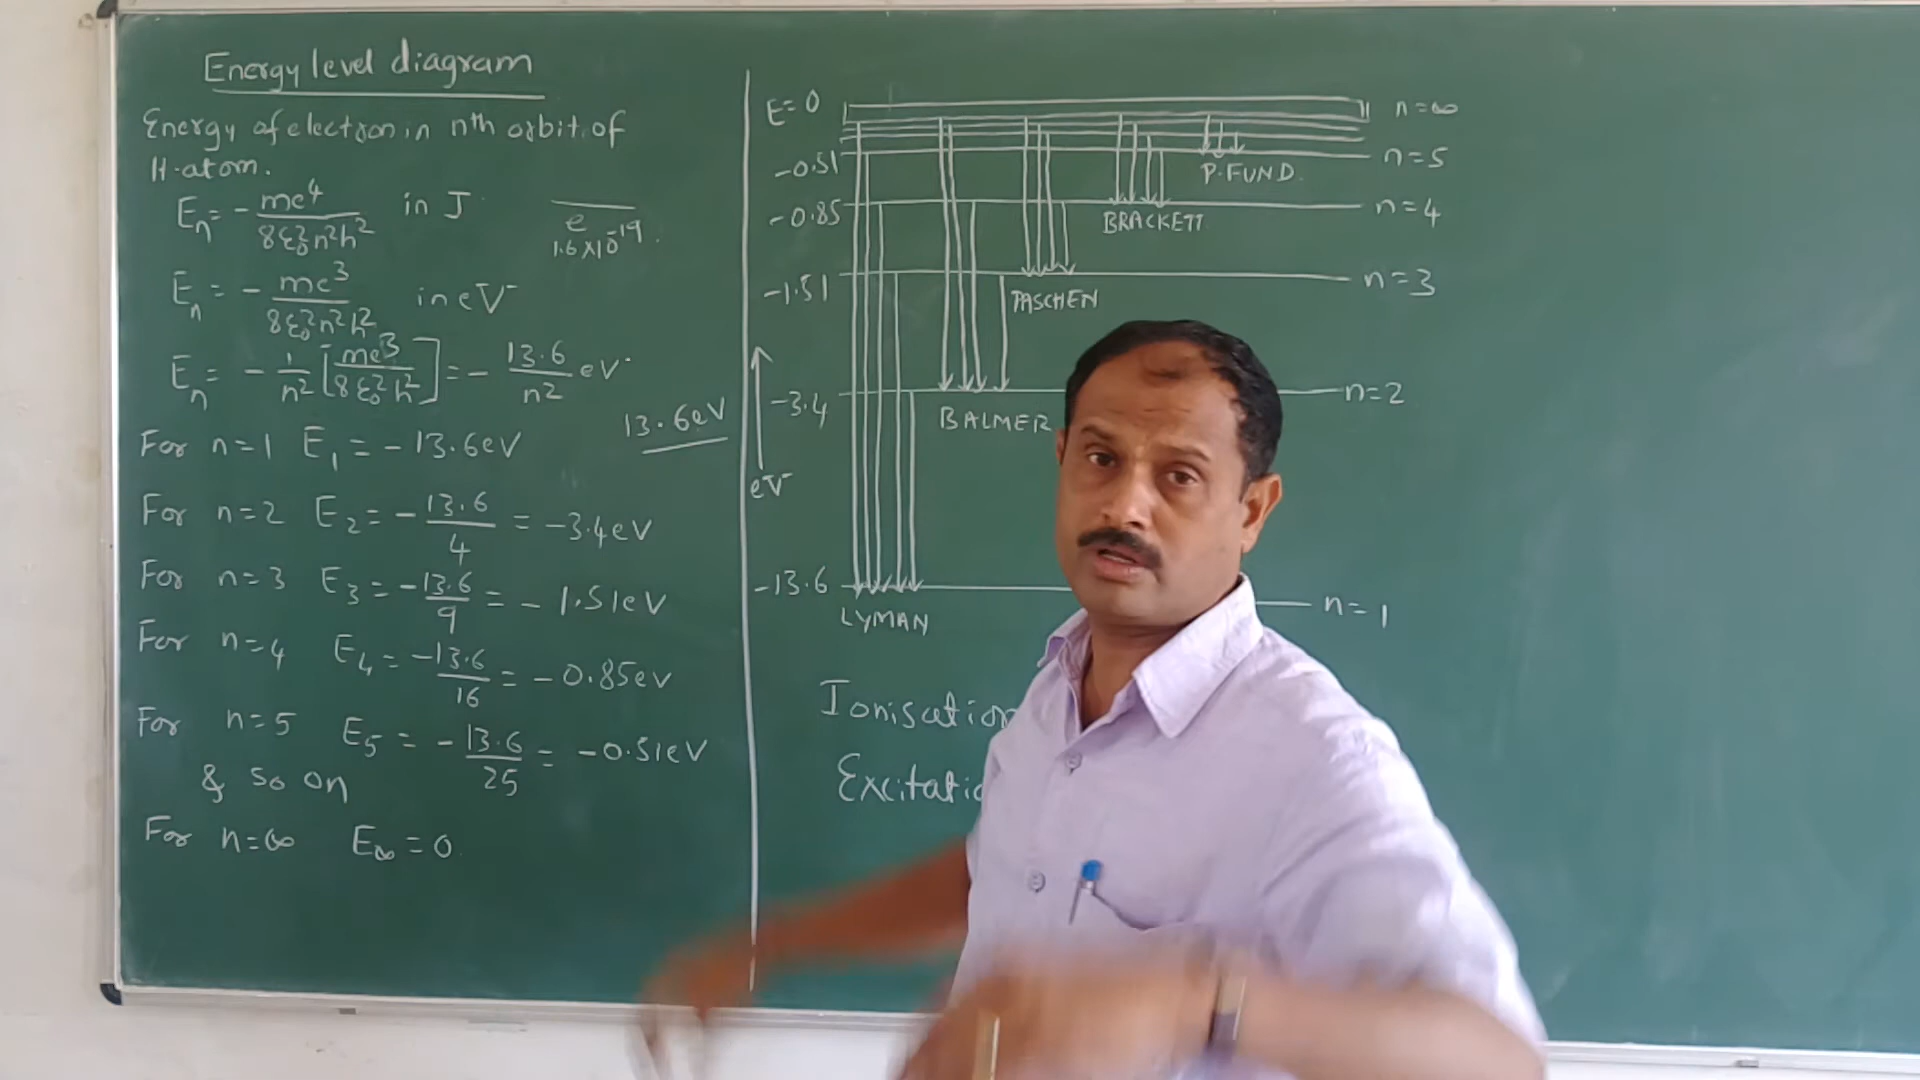 Energy level diagram
Energy of electron in nth orbit of
H-atom.
Eₙ = - me⁴/8ε₀²n²h² in J
e
1.6×10⁻¹⁹.
Eₙ = - me³/8ε₀²n²h² in eV
Eₙ = - 1/n² [me³/8ε₀²h²] = - 13.6/n² eV
13.6eV
For n=1 E₁ = -13.6eV
For n=2 E₂ = -13.6/4 = -3.4eV
For n=3 E₃ = -13.6/9 = -1.51eV
For n=4 E₄ = -13.6/16 = -0.85eV
For n=5 E₅ = -13.6/25 = -0.51eV
& so on
For n=∞ E∞ = 0.
E=0 n=∞
-0.51 n=5
P.FUND.
-0.85 n=4
BRACKETT
-1.51 n=3
PASCHEN
-3.4 n=2
BALMER
eV
-13.6 n=1
LYMAN
Ionisation